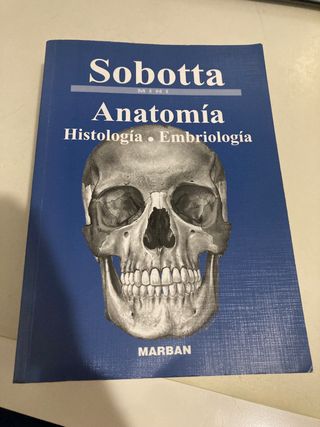 Sobotta
MINI
Anatomía
Histología • Embriología
MARBAN